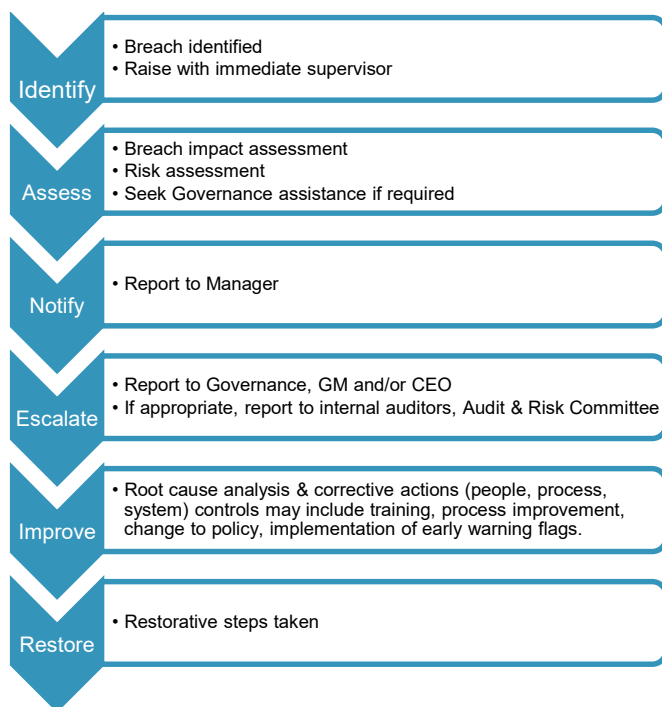 Identify
• Breach identified
• Raise with immediate supervisor
Assess
• Breach impact assessment
• Risk assessment
• Seek Governance assistance if required
Notify
• Report to Manager
Escalate
• Report to Governance, GM and/or CEO
• If appropriate, report to internal auditors, Audit & Risk Committee
Improve
• Root cause analysis & corrective actions (people, process,
system) controls may include training, process improvement,
change to policy, implementation of early warning flags.
Restore
• Restorative steps taken